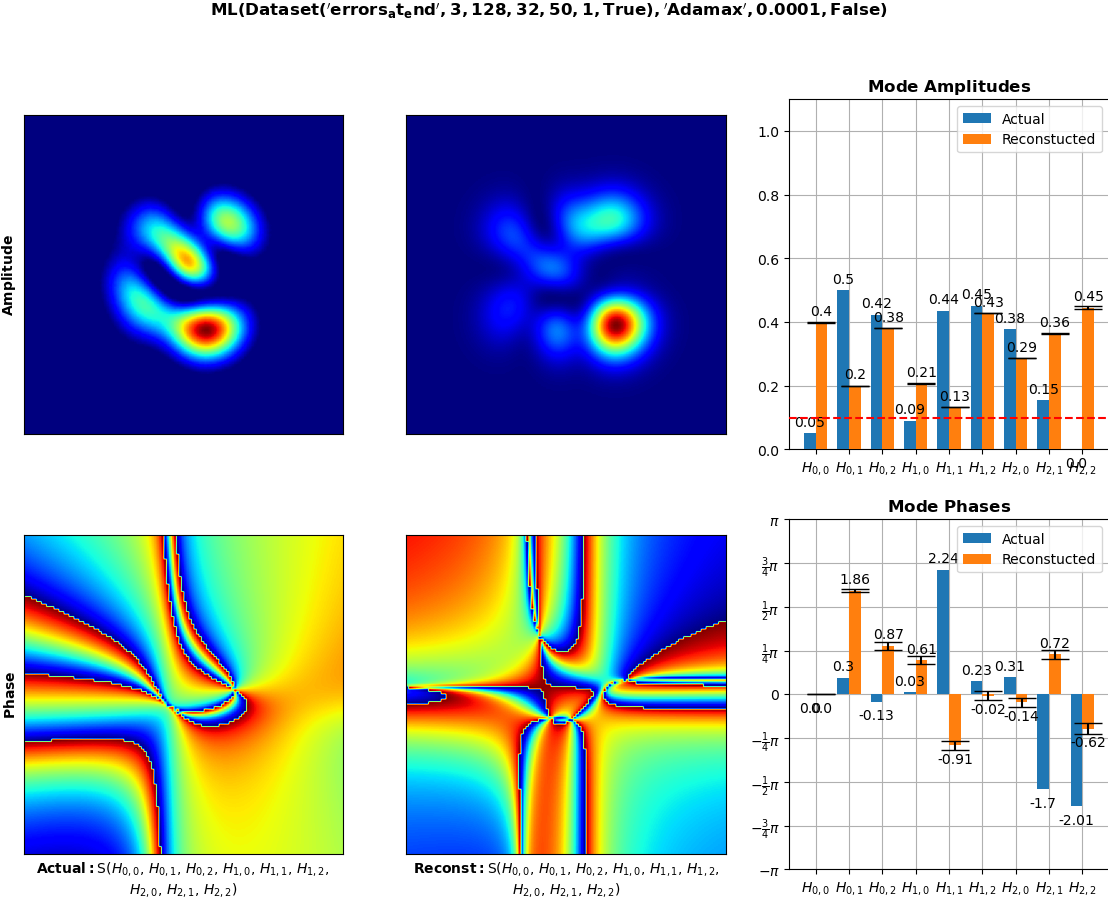 ML(Dataset('errorsₐtₑnd', 3, 128, 32, 50, 1, True), 'Adamax', 0.0001, False)
Amplitude
Mode Amplitudes
Actual
Reconstucted
1.0
0.8
0.6
0.4
0.2
0.0
0.05
0.4
0.5
0.2
0.42
0.38
0.09
0.21
0.44
0.13
0.45
0.43
0.38
0.29
0.15
0.36
0.0
0.45
H₀,₀ H₀,₁ H₀,₂ H₁,₀ H₁,₁ H₁,₂ H₂,₀ H₂,₁ H₂,₂
Phase
Actual: S(H₀,₀, H₀,₁, H₀,₂, H₁,₀, H₁,₁, H₁,₂,
H₂,₀, H₂,₁, H₂,₂)
Reconst: S(H₀,₀, H₀,₁, H₀,₂, H₁,₀, H₁,₁, H₁,₂,
H₂,₀, H₂,₁, H₂,₂)
Mode Phases
Actual
Reconstucted
π
3/4π
1/2π
1/4π
0
−1/4π
−1/2π
−3/4π
−π
0.0
0.0
0.3
1.86
-0.13
0.87
0.03
0.61
2.24
-0.91
0.23
-0.02
0.31
-0.14
-1.7
0.72
-2.01
-0.62
H₀,₀ H₀,₁ H₀,₂ H₁,₀ H₁,₁ H₁,₂ H₂,₀ H₂,₁ H₂,₂